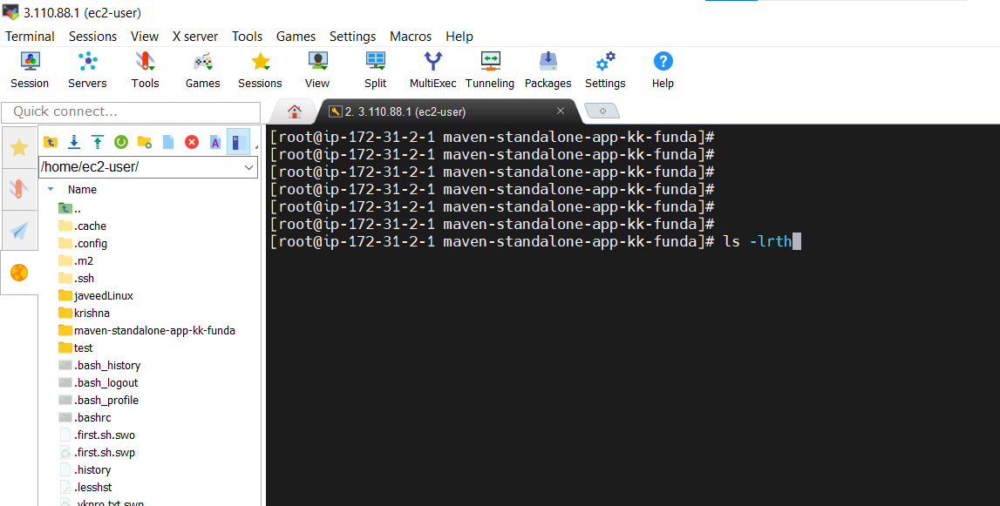 3.110.88.1 (ec2-user)
Terminal Sessions View X server Tools Games Settings Macros Help
Session Servers Tools Games Sessions View Split MultiExec Tunneling Packages Settings Help
Quick connect...
2. 3.110.88.1 (ec2-user)
/home/ec2-user/
Name
..
.cache
.config
.m2
.ssh
javeedLinux
krishna
maven-standalone-app-kk-funda
test
.bash_history
.bash_logout
.bash_profile
.bashrc
.first.sh.swo
.first.sh.swp
.history
.lesshst
.vkpro.txt.swp
[root@ip-172-31-2-1 maven-standalone-app-kk-funda]#
[root@ip-172-31-2-1 maven-standalone-app-kk-funda]#
[root@ip-172-31-2-1 maven-standalone-app-kk-funda]#
[root@ip-172-31-2-1 maven-standalone-app-kk-funda]#
[root@ip-172-31-2-1 maven-standalone-app-kk-funda]#
[root@ip-172-31-2-1 maven-standalone-app-kk-funda]#
[root@ip-172-31-2-1 maven-standalone-app-kk-funda]# ls -lrth